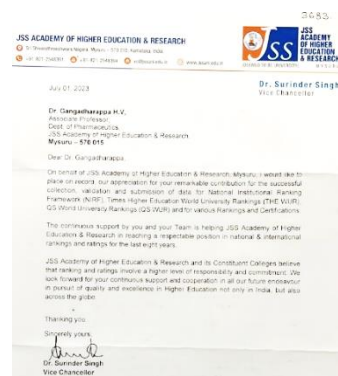 3683
JSS ACADEMY OF HIGHER EDUCATION & RESEARCH
JSS
ACADEMY
OF HIGHER
EDUCATION
& RESEARCH
Dr. Surinder Singh
Vice Chancellor
July 01, 2023
Dr. Gangadharappa H.V,
Associate Professor,
Dept. of Pharmaceutics
JSS Academy of Higher Education & Research
Mysuru - 570 015
Dear Dr. Gangadharappa
On behalf of JSS Academy of Higher Education & Research, Mysuru, I would like to
place on record, our appreciation for your remarkable contribution for the successful
collection, validation and submission of data for National Institutional Ranking
Framework (NIRF), Times Higher Education World University Rankings (THE WUR),
QS World University Rankings (QS WUR) and for various Rankings and Certifications.
The continuous support by you and your Team is helping JSS Academy of Higher
Education & Research in reaching a respectable position in national & international
rankings and ratings for the last eight years.
JSS Academy of Higher Education & Research and its Constituent Colleges believe
that ranking and ratings involve a higher level of responsibility and commitment. We
look forward for your continuous support and cooperation in all our future endeavour
in pursuit of quality and excellence in Higher Education not only in India, but also
across the globe.
Thanking you
Sincerely yours,
Dr. Surinder Singh
Vice Chancellor